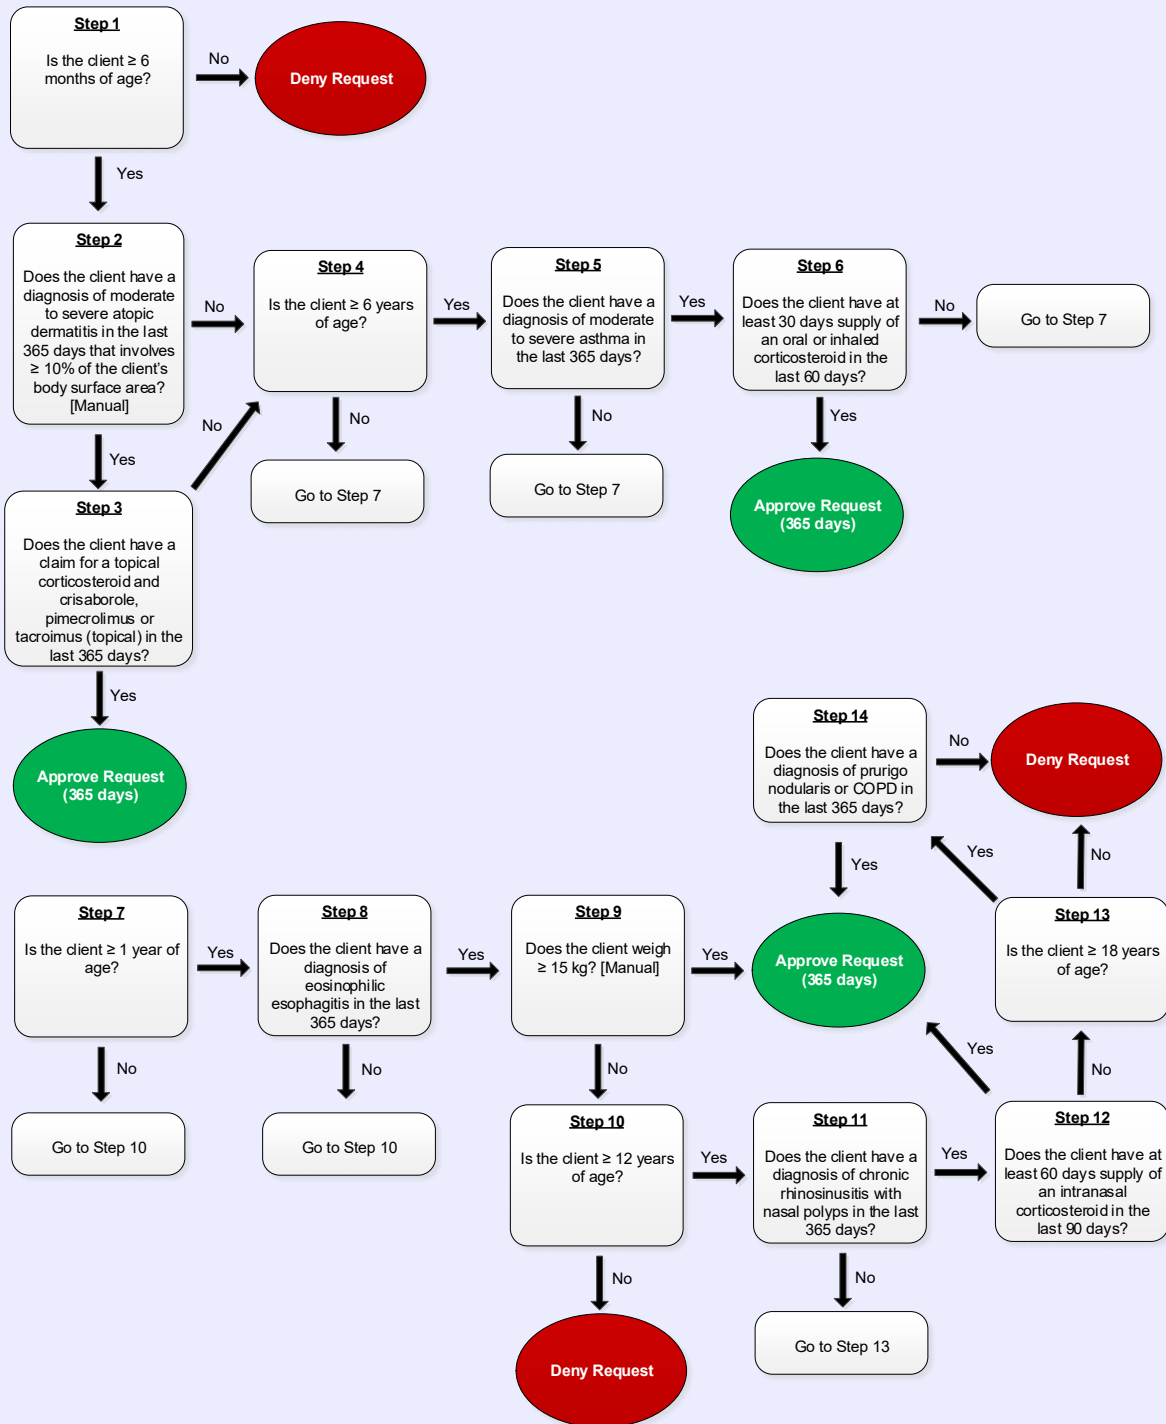 Step 1
Is the client ≥ 6
months of age?
No
Deny Request
Yes
Step 2
Does the client have a
diagnosis of moderate
to severe atopic
dermatitis in the last
365 days that involves
≥ 10% of the client's
body surface area?
[Manual]
No
Step 4
Is the client ≥ 6 years
of age?
Yes
Step 5
Does the client have a
diagnosis of moderate
to severe asthma in
the last 365 days?
Yes
Step 6
Does the client have at
least 30 days supply of
an oral or inhaled
corticosteroid in the
last 60 days?
No
Go to Step 7
Yes
No
No
Go to Step 7
No
Go to Step 7
Yes
Approve Request
(365 days)
Step 3
Does the client have a
claim for a topical
corticosteroid and
crisaborole,
pimecrolimus or
tacroimus (topical) in the
last 365 days?
Yes
Approve Request
(365 days)
Step 14
Does the client have a
diagnosis of prurigo
nodularis or COPD in
the last 365 days?
No
Deny Request
Yes
Yes
No
Step 7
Is the client ≥ 1 year of
age?
Yes
Step 8
Does the client have a
diagnosis of
eosinophilic
esophagitis in the last
365 days?
Yes
Step 9
Does the client weigh
≥ 15 kg? [Manual]
Yes
Approve Request
(365 days)
Step 13
Is the client ≥ 18 years
of age?
No
Go to Step 10
No
Go to Step 10
No
Yes
No
Step 10
Is the client ≥ 12 years
of age?
Yes
Step 11
Does the client have a
diagnosis of chronic
rhinosinusitis with
nasal polyps in the last
365 days?
Yes
Step 12
Does the client have at
least 60 days supply of
an intranasal
corticosteroid in the
last 90 days?
No
Deny Request
No
Go to Step 13